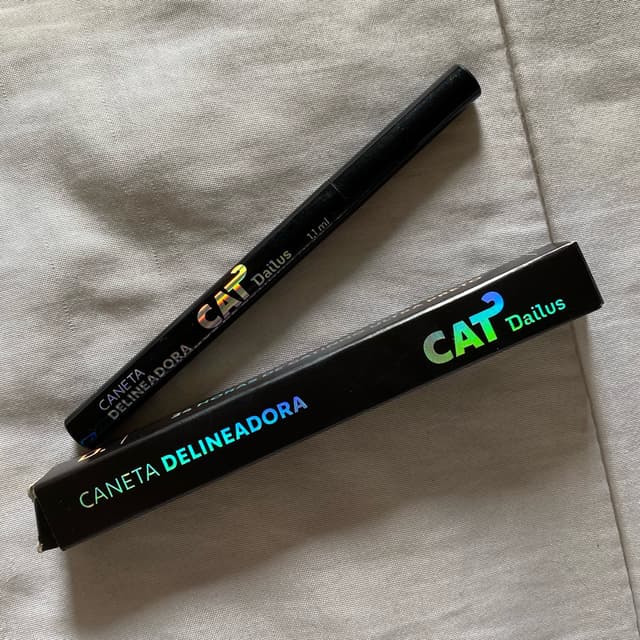 CANETA
DELINEADORA
CAT Dailus 1.1 ml
CANETA DELINEADORA
CAT Dailus